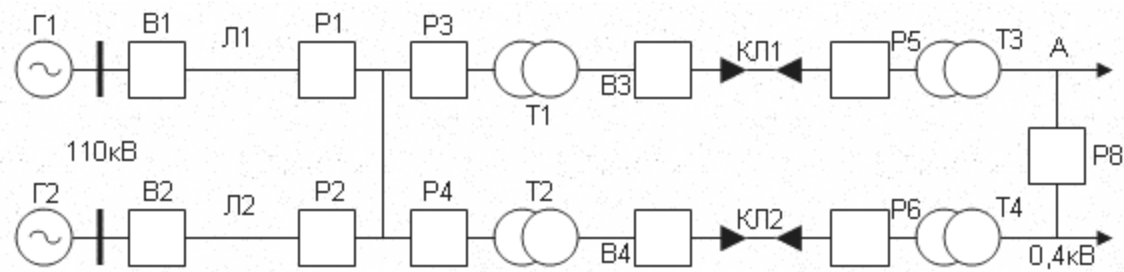 Г1 В1 Л1 Р1 Р3 Т1 В3 КЛ1 Р5 Т3 А
110кВ Р8
Г2 В2 Л2 Р2 Р4 Т2 В4 КЛ2 Р6 Т4 0,4кВ